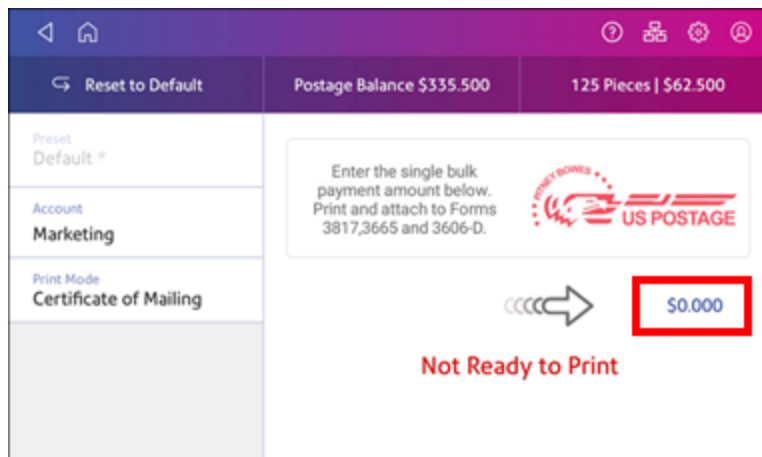 Reset to Default
Postage Balance $335.500
125 Pieces | $62.500
Preset
Default *
Account
Marketing
Print Mode
Certificate of Mailing
Enter the single bulk
payment amount below.
Print and attach to Forms
3817,3665 and 3606-D.
PITNEY BOWES
US POSTAGE
$0.000
Not Ready to Print